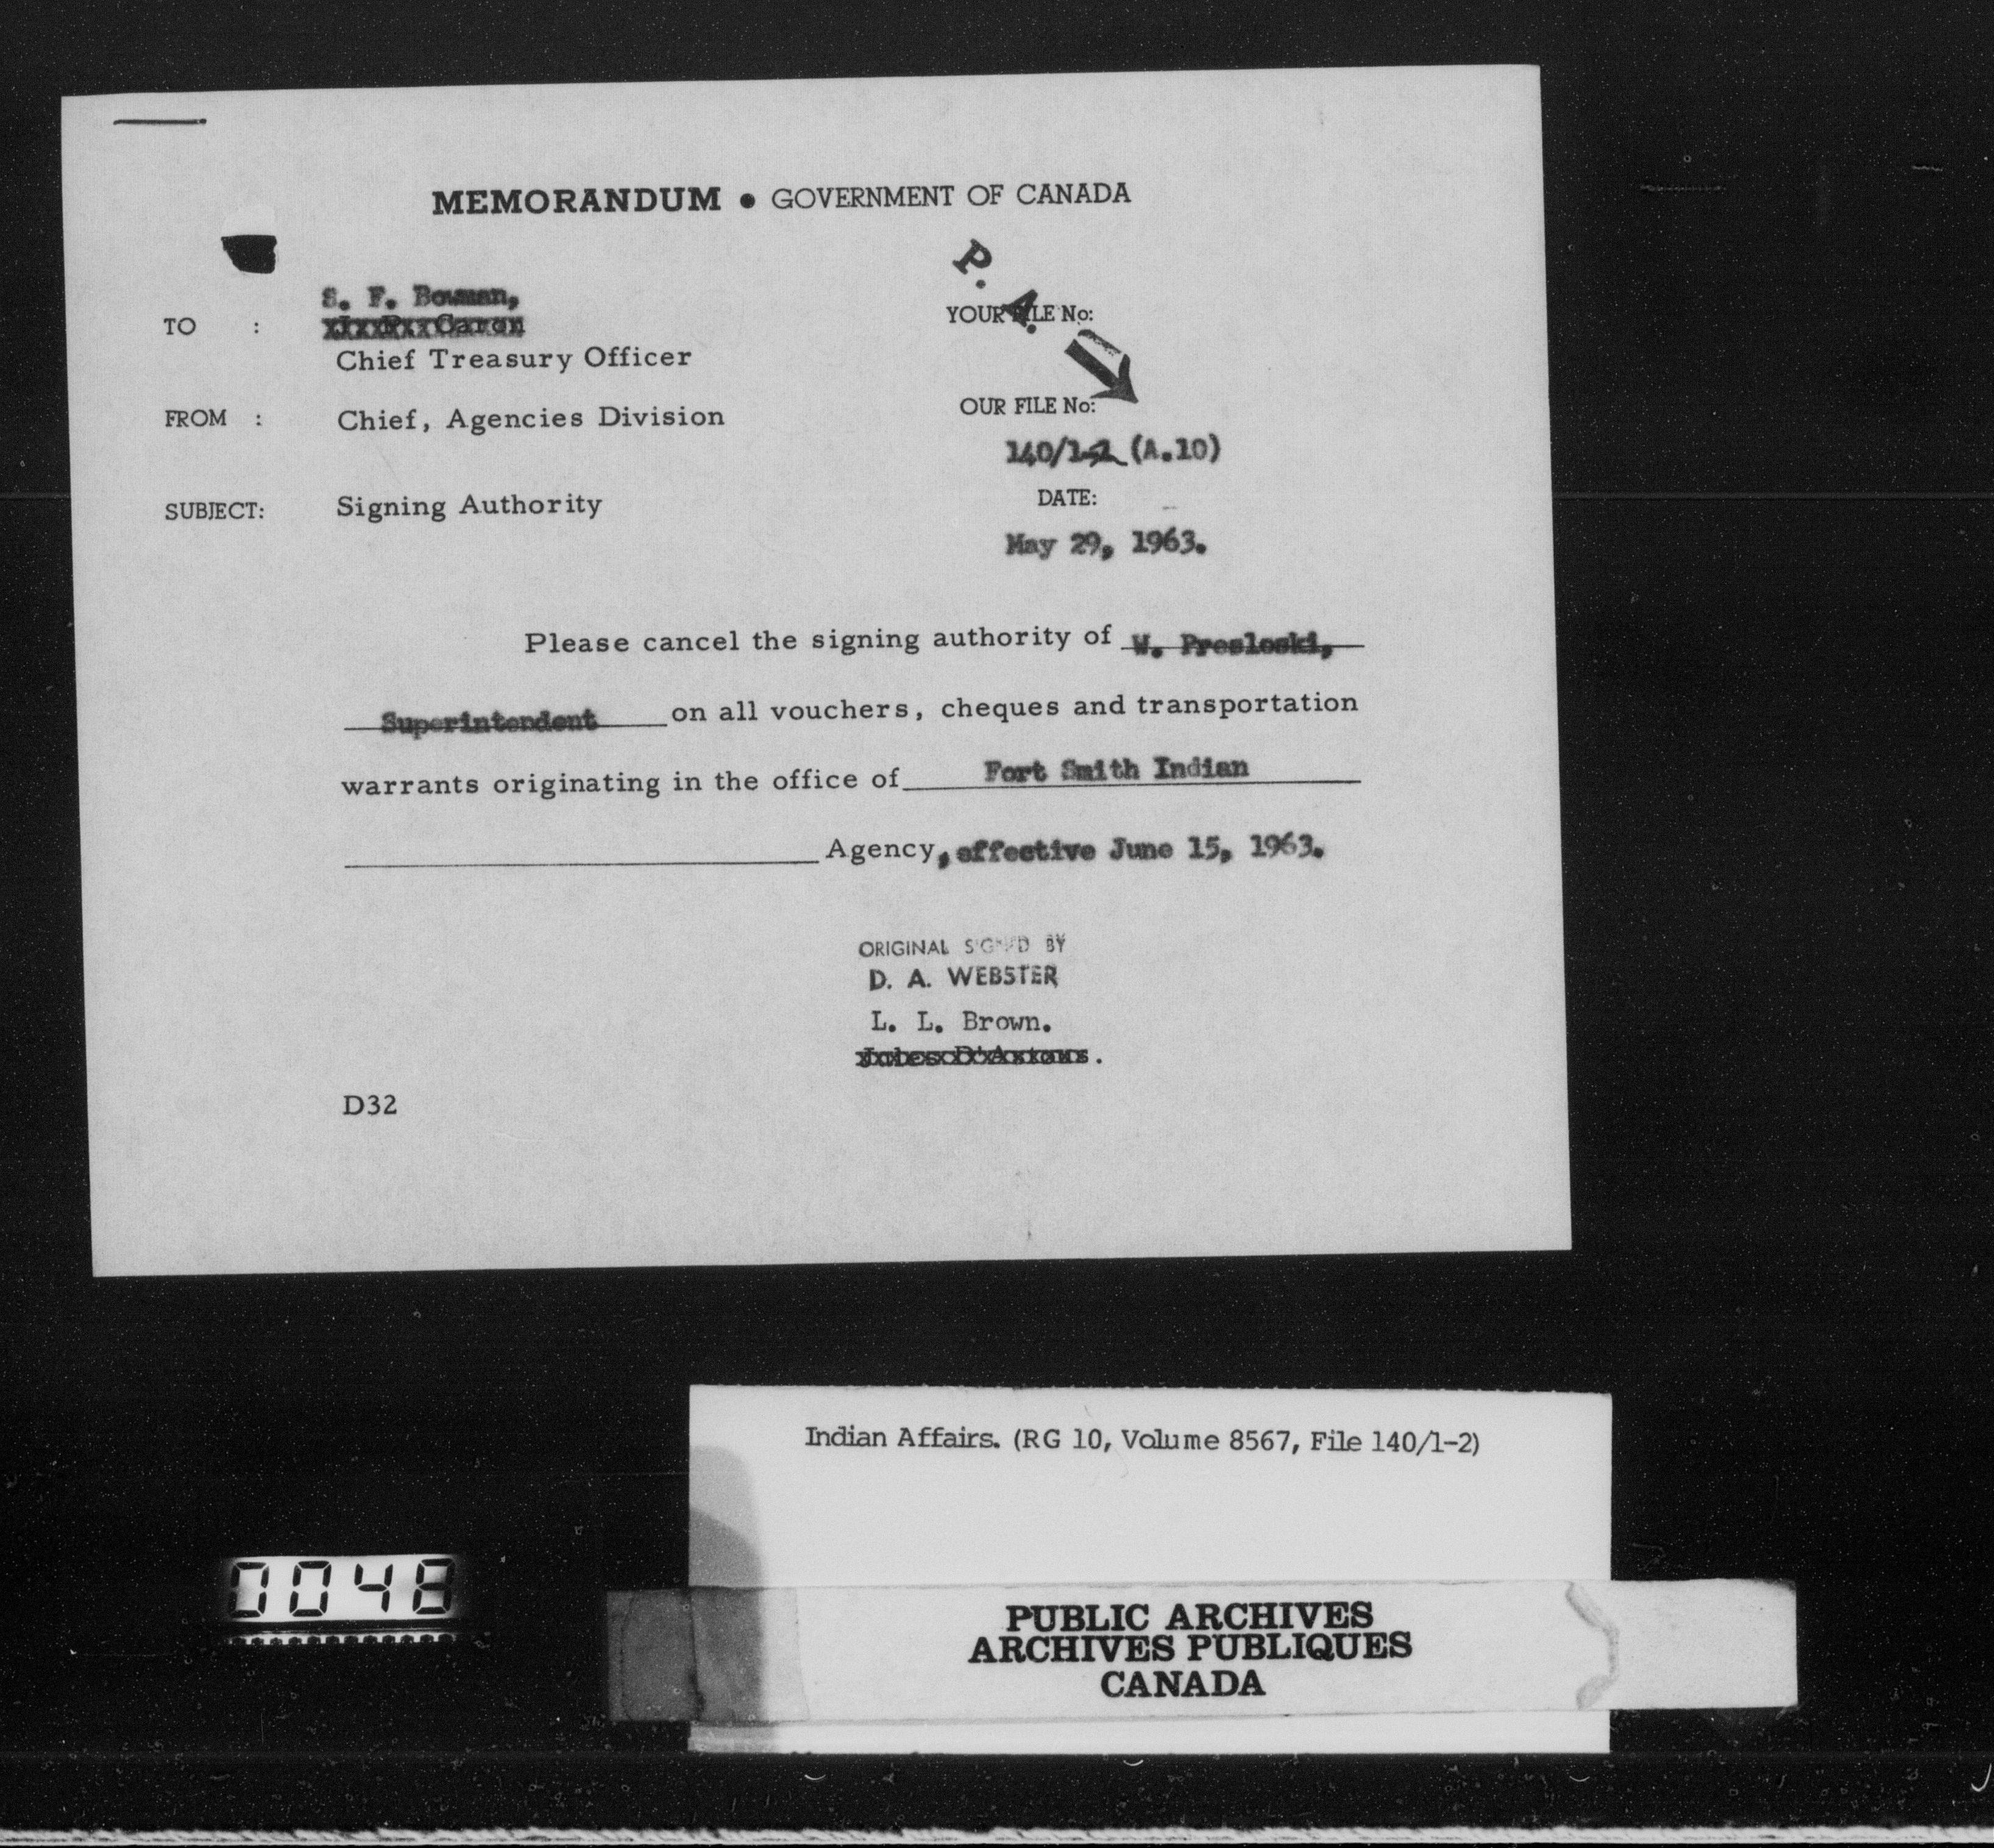 MEMORANDUM • GOVERNMENT OF CANADA
P. A.
S. F. Bowman,
TO : Caron
Chief Treasury Officer
YOUR FILE No:
FROM : Chief, Agencies Division
OUR FILE No:
140/1-2 (A.10)
SUBJECT: Signing Authority
DATE:
May 29, 1963.
Please cancel the signing authority of W. Presloski,
Superintendent on all vouchers, cheques and transportation
warrants originating in the office of Fort Smith Indian
Agency, effective June 15, 1963.
ORIGINAL SIGNED BY
D. A. WEBSTER
L. L. Brown.
D32
Indian Affairs. (RG 10, Volume 8567, File 140/1-2)
0048
PUBLIC ARCHIVES
ARCHIVES PUBLIQUES
CANADA